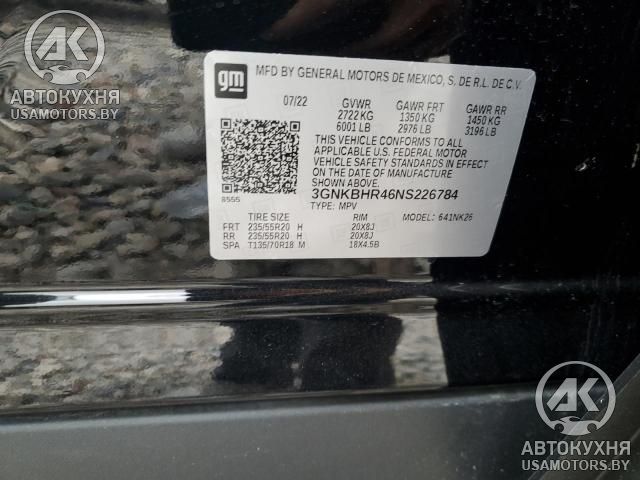 AK
АВТОКУХНЯ
USAMOTORS.BY
gm
MFD BY GENERAL MOTORS DE MEXICO, S. DE R.L. DE C.V.
07/22 GVWR GAWR FRT GAWR RR
2722 KG 1350 KG 1450 KG
6001 LB 2976 LB 3196 LB
THIS VEHICLE CONFORMS TO ALL
APPLICABLE U.S. FEDERAL MOTOR
VEHICLE SAFETY STANDARDS IN EFFECT
ON THE DATE OF MANUFACTURE
SHOWN ABOVE.
8555 3GNKBHR46NS226784
TYPE: MPV MODEL: 641NK26
TIRE SIZE RIM
FRT 235/55R20 H 20X8J
RR 235/55R20 H 20X8J
SPA T135/70R18 M 18X4.5B
AK
АВТОКУХНЯ
USAMOTORS.BY